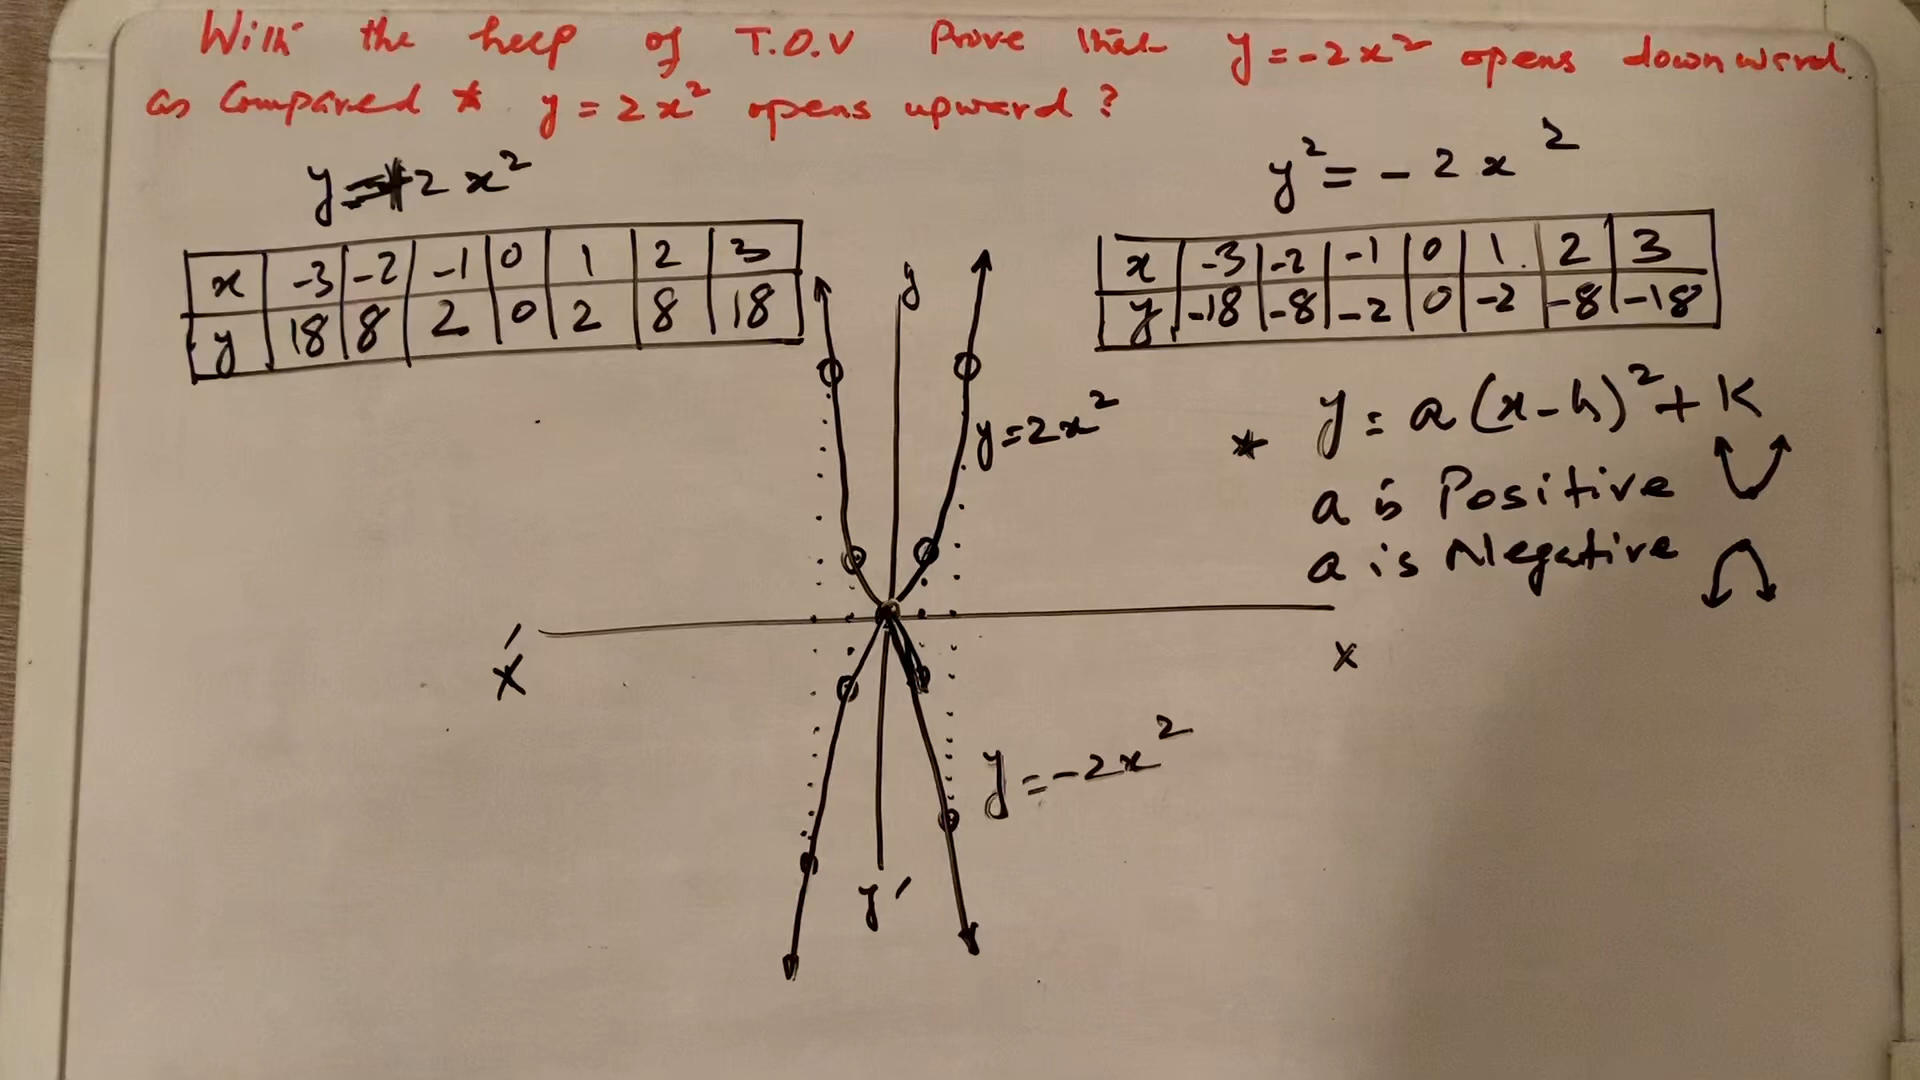 With the help of T.O.V Prove that y = -2x² opens downward
as Compared * y = 2x² opens upward ?
y = 2x²
x -3 -2 -1 0 1 2 3
y 18 8 2 0 2 8 18
y² = -2x²
x -3 -2 -1 0 1 2 3
y -18 -8 -2 0 -2 -8 -18
y
y = 2x²
* y = a(x-h)² + K
a is Positive
a is Negative
x'
x
y = -2x²
y'